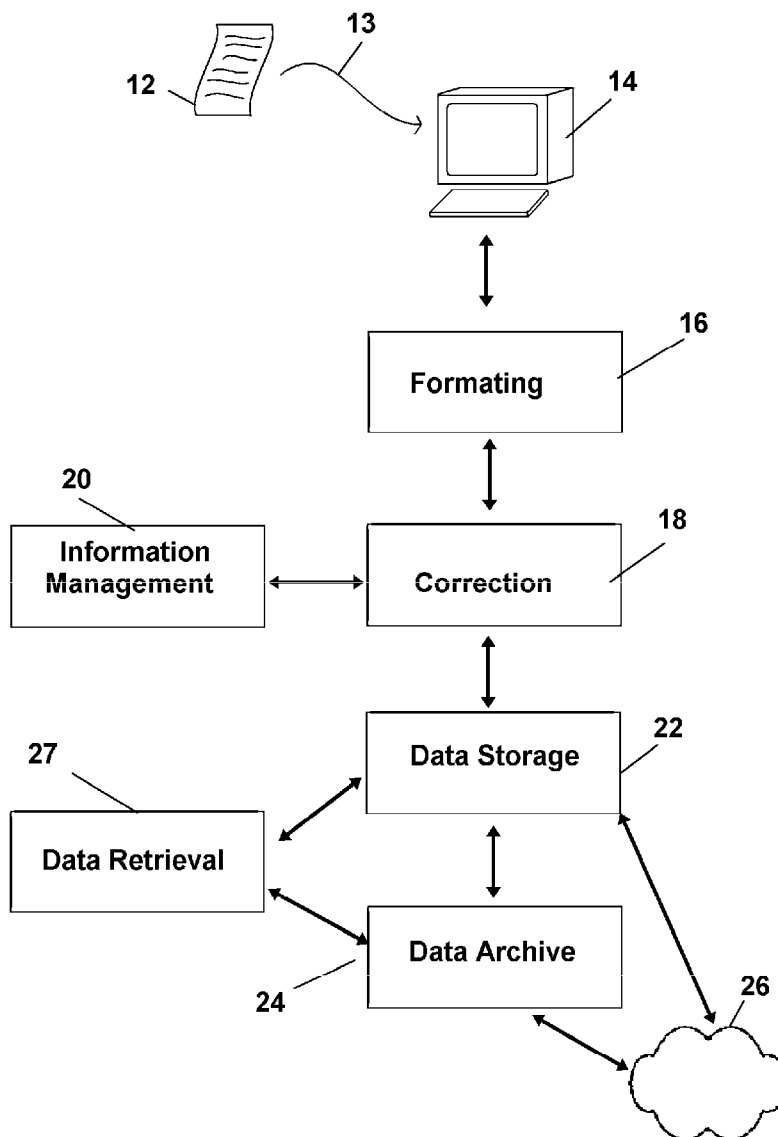 13
12
14
16
Formating
20
18
Information
Management
Correction
22
Data Storage
27
Data Retrieval
Data Archive
24
26